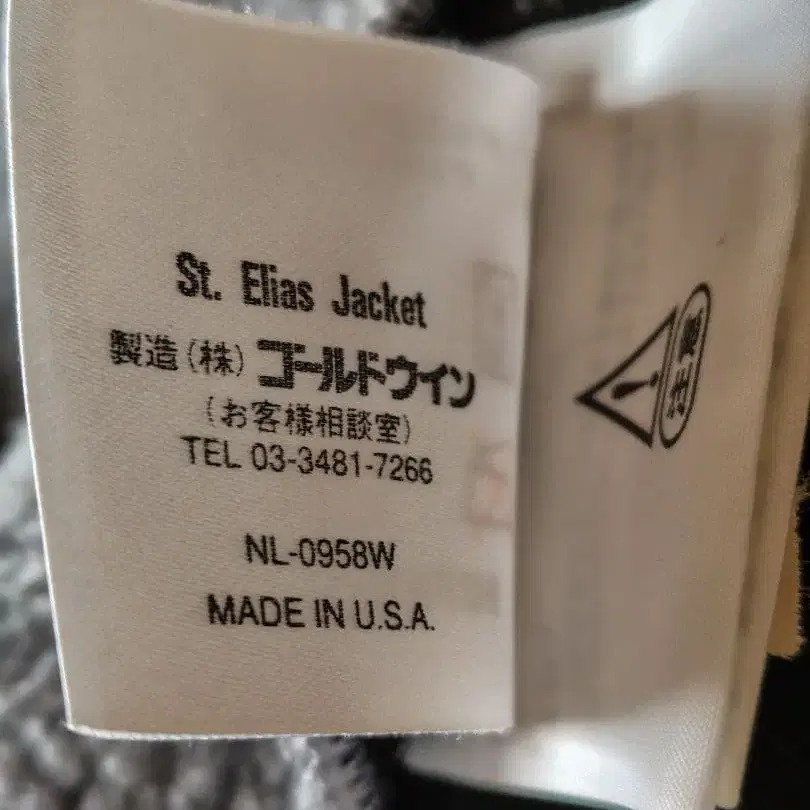 St. Elias Jacket
製造(株)ゴールドウイン
(お客様相談室)
TEL 03-3481-7266
NL-0958W
MADE IN U.S.A.